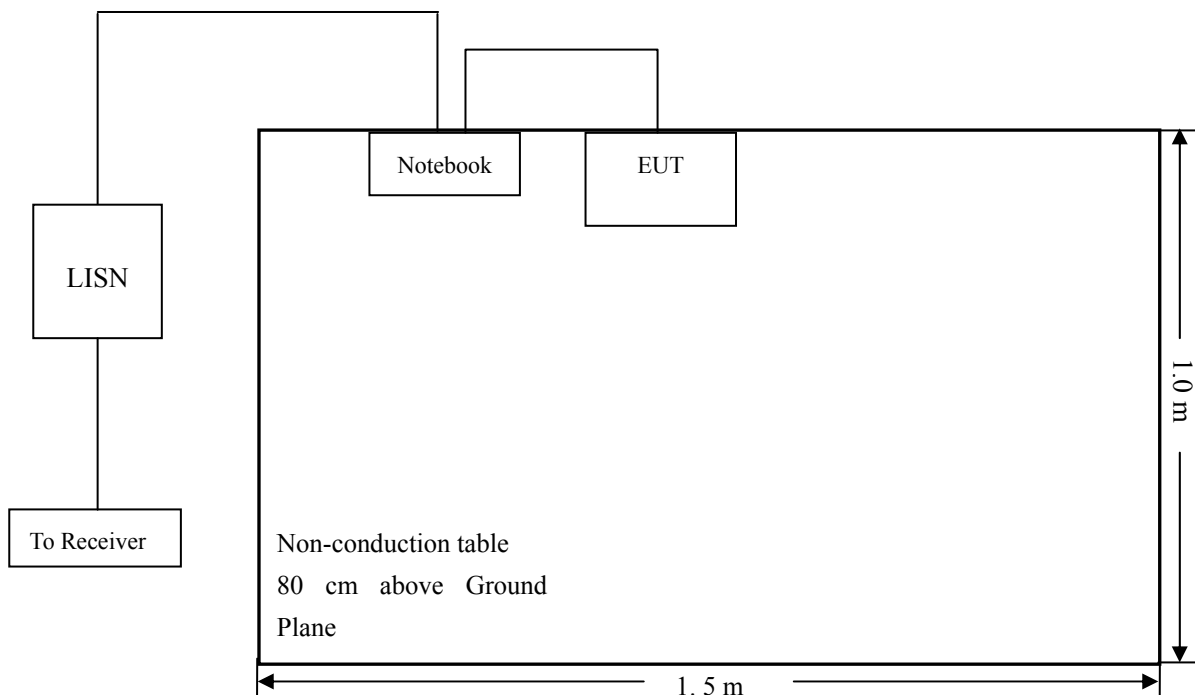 Notebook
EUT
LISN
To Receiver
Non-conduction table
80 cm above Ground
Plane
1.0 m
1. 5 m